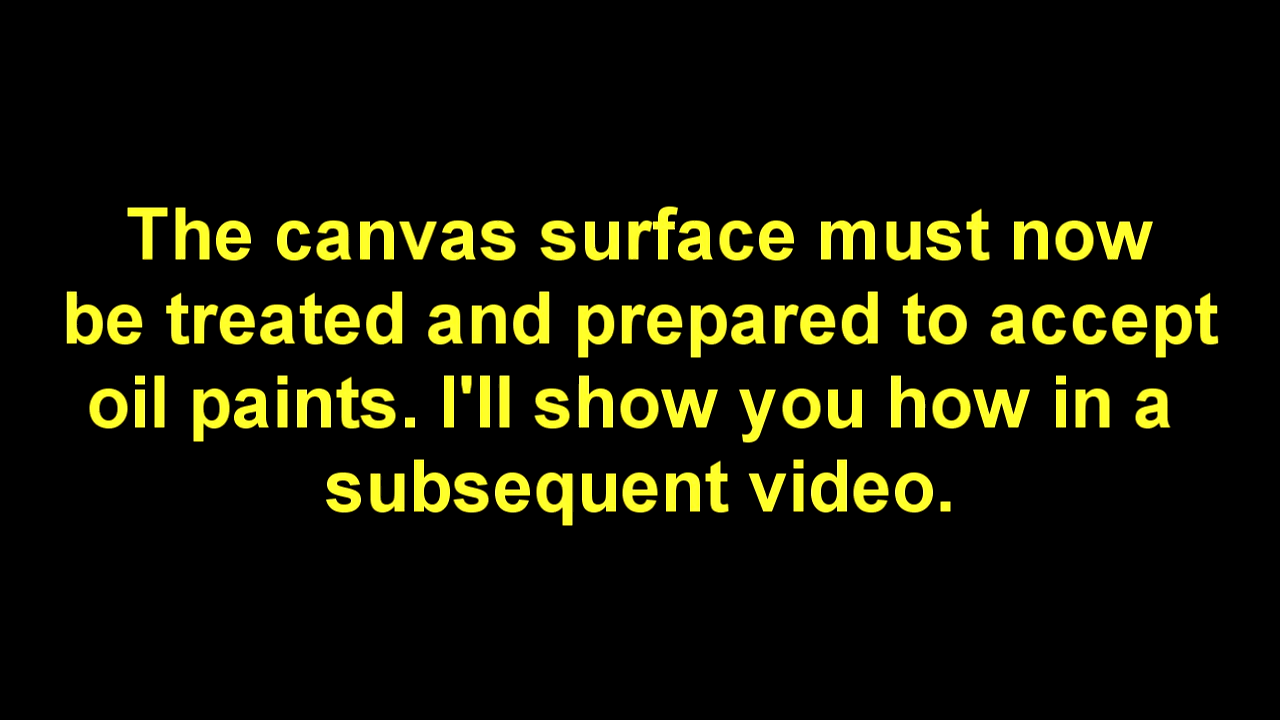 The canvas surface must now
be treated and prepared to accept
oil paints. I'll show you how in a
subsequent video.